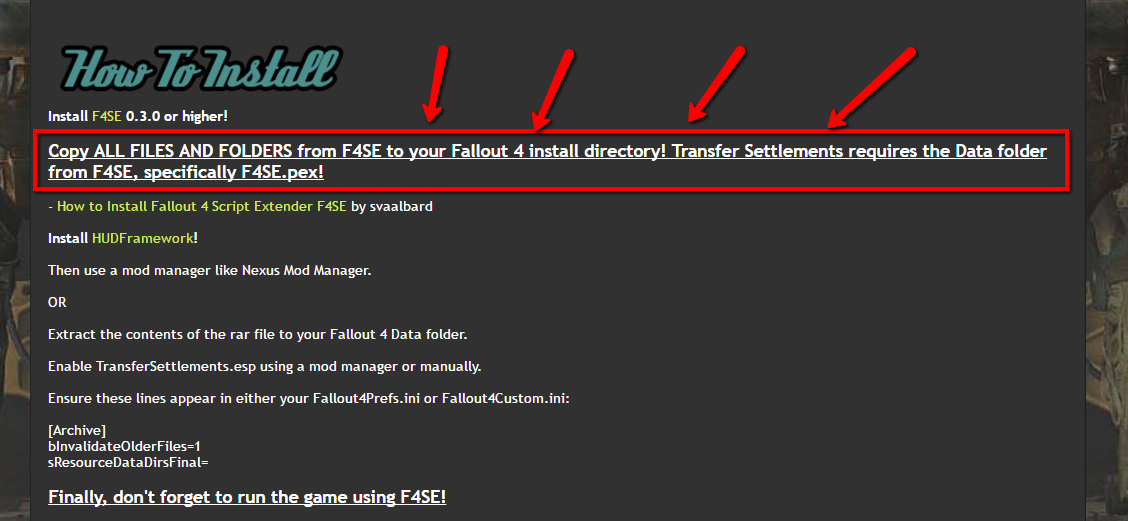 How To Install
Install F4SE 0.3.0 or higher!
Copy ALL FILES AND FOLDERS from F4SE to your Fallout 4 install directory! Transfer Settlements requires the Data folder
from F4SE, specifically F4SE.pex!
- How to Install Fallout 4 Script Extender F4SE by svaalbard
Install HUDFramework!
Then use a mod manager like Nexus Mod Manager.
OR
Extract the contents of the rar file to your Fallout 4 Data folder.
Enable TransferSettlements.esp using a mod manager or manually.
Ensure these lines appear in either your Fallout4Prefs.ini or Fallout4Custom.ini:
[Archive]
bInvalidateOlderFiles=1
sResourceDataDirsFinal=
Finally, don't forget to run the game using F4SE!